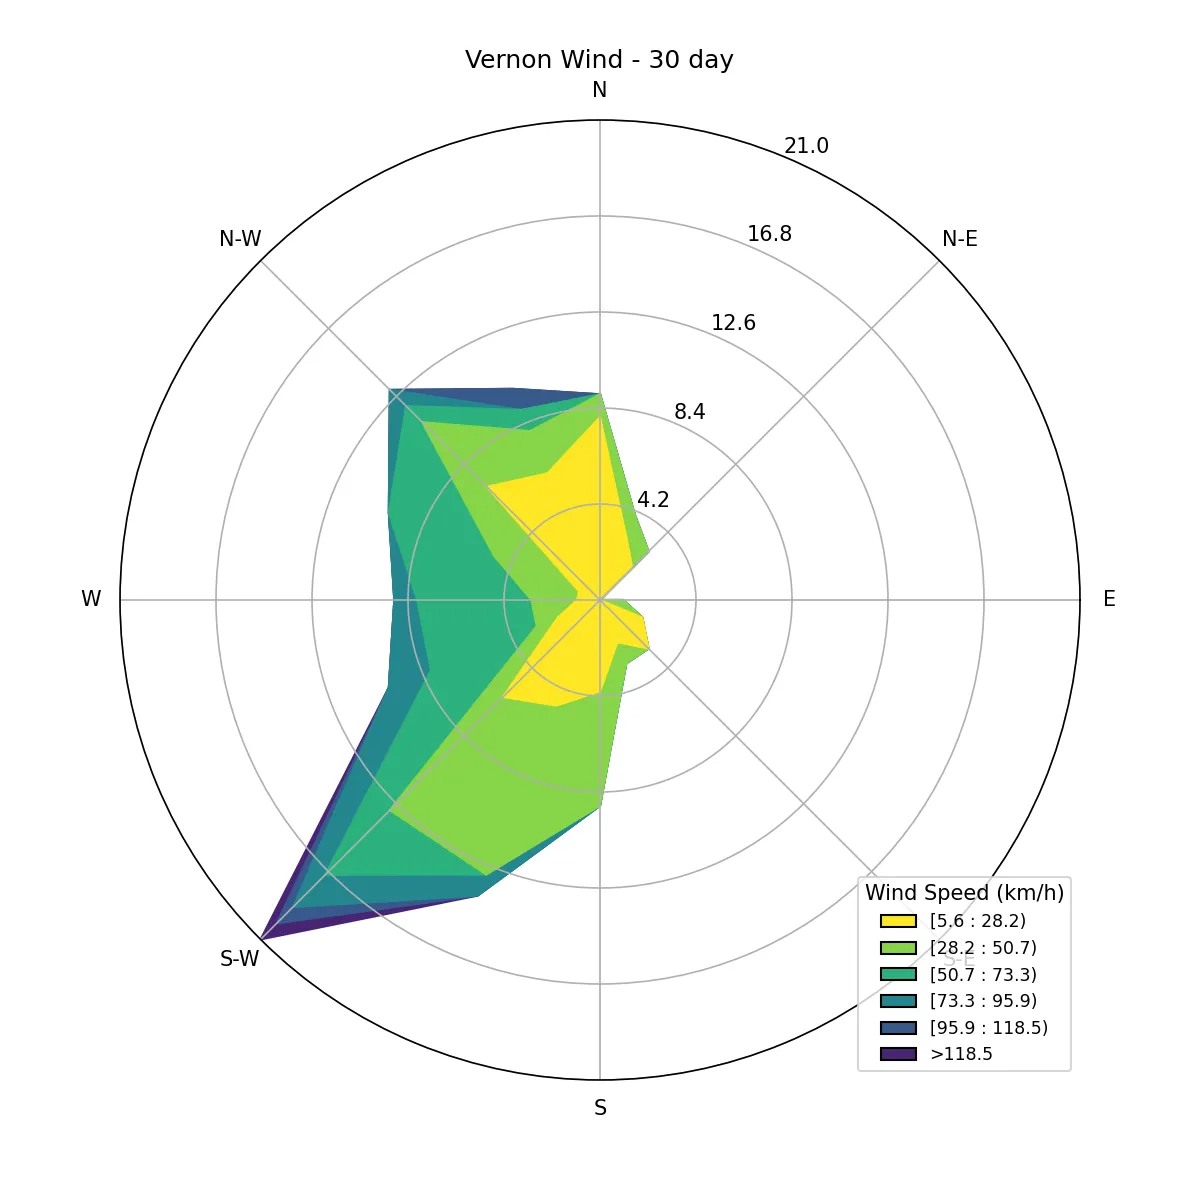 Vernon Wind - 30 day
N
21.0
N-W
N-E
16.8
12.6
8.4
4.2
W
E
S-W
S-E
S
Wind Speed (km/h)
[5.6 : 28.2)
[28.2 : 50.7)
[50.7 : 73.3)
[73.3 : 95.9)
[95.9 : 118.5)
>118.5